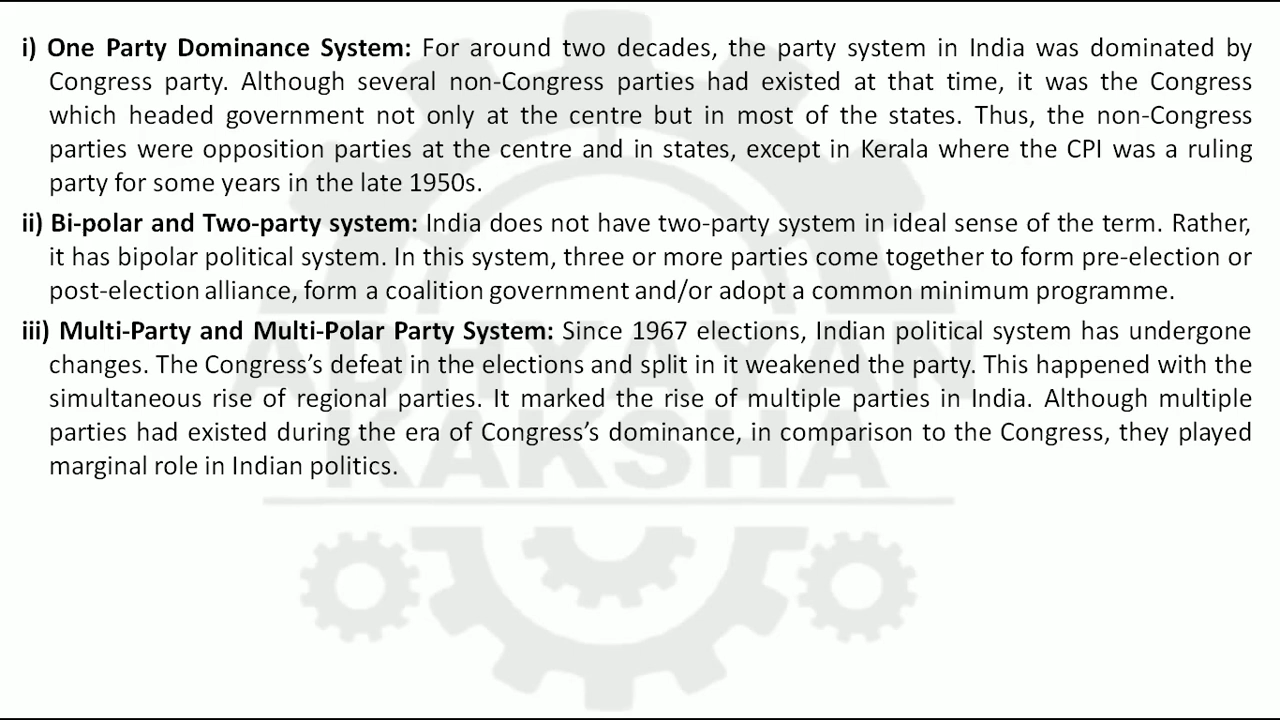 i) One Party Dominance System: For around two decades, the party system in India was dominated by
Congress party. Although several non-Congress parties had existed at that time, it was the Congress
which headed government not only at the centre but in most of the states. Thus, the non-Congress
parties were opposition parties at the centre and in states, except in Kerala where the CPI was a ruling
party for some years in the late 1950s.
ii) Bi-polar and Two-party system: India does not have two-party system in ideal sense of the term. Rather,
it has bipolar political system. In this system, three or more parties come together to form pre-election or
post-election alliance, form a coalition government and/or adopt a common minimum programme.
iii) Multi-Party and Multi-Polar Party System: Since 1967 elections, Indian political system has undergone
changes. The Congress’s defeat in the elections and split in it weakened the party. This happened with the
simultaneous rise of regional parties. It marked the rise of multiple parties in India. Although multiple
parties had existed during the era of Congress’s dominance, in comparison to the Congress, they played
marginal role in Indian politics.
ADHYAYAN
KAKSHA